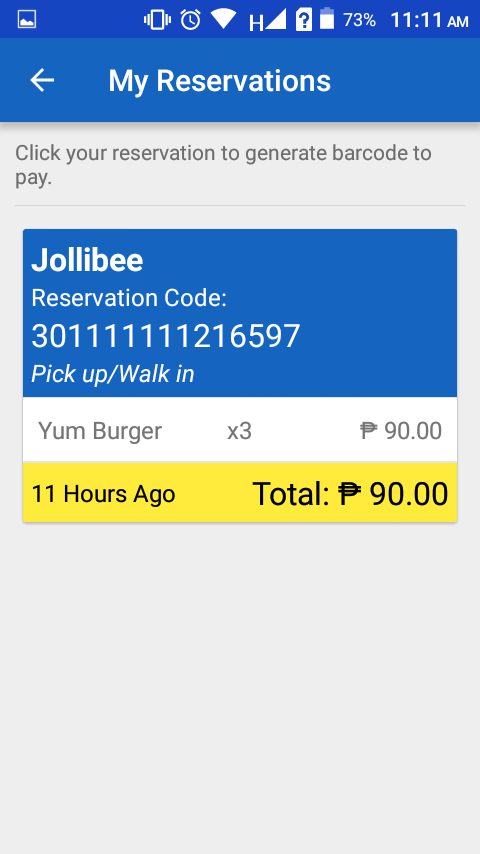 H 73% 11:11 AM
My Reservations
Click your reservation to generate barcode to
pay.
Jollibee
Reservation Code:
301111111216597
Pick up/Walk in
Yum Burger x3 ₱ 90.00
11 Hours Ago Total: ₱ 90.00